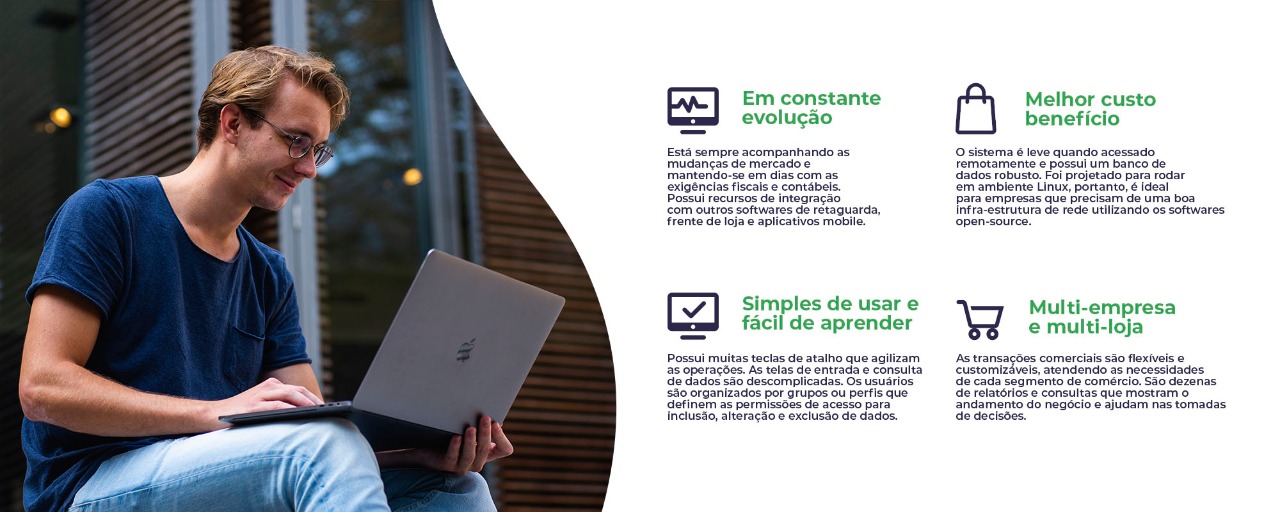 Em constante
evolução
Está sempre acompanhando as
mudanças de mercado e
mantendo-se em dias com as
exigências fiscais e contábeis.
Possui recursos de integração
com outros softwares de retaguarda,
frente de loja e aplicativos mobile.
Melhor custo
benefício
O sistema é leve quando acessado
remotamente e possui um banco de
dados robusto. Foi projetado para rodar
em ambiente Linux, portanto, é ideal
para empresas que precisam de uma boa
infra-estrutura de rede utilizando os softwares
open-source.
Simples de usar e
fácil de aprender
Possui muitas teclas de atalho que agilizam
as operações. As telas de entrada e consulta
de dados são descomplicadas. Os usuários
são organizados por grupos ou perfis que
definem as permissões de acesso para
inclusão, alteração e exclusão de dados.
Multi-empresa
e multi-loja
As transações comerciais são flexíveis e
customizáveis, atendendo as necessidades
de cada segmento de comércio. São dezenas
de relatórios e consultas que mostram o
andamento do negócio e ajudam nas tomadas
de decisões.